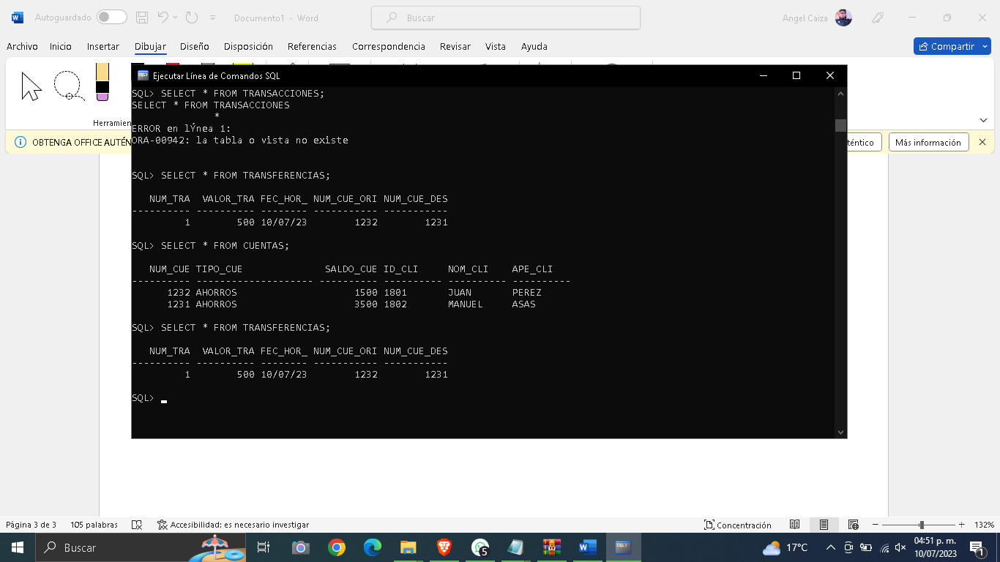 Autoguardado
Documento1 - Word
Buscar
Angel Caiza
Archivo Inicio Insertar Dibujar Diseño Disposición Referencias Correspondencia Revisar Vista Ayuda
Compartir
Ejecutar Línea de Comandos SQL
Herramien
OBTENGA OFFICE AUTÉN
téntico
Más información
SQL> SELECT * FROM TRANSACCIONES;
SELECT * FROM TRANSACCIONES
*
ERROR en lÝnea 1:
ORA-00942: la tabla o vista no existe
SQL> SELECT * FROM TRANSFERENCIAS;
NUM_TRA VALOR_TRA FEC_HOR_ NUM_CUE_ORI NUM_CUE_DES
---------- ---------- -------- ----------- -----------
1 500 10/07/23 1232 1231
SQL> SELECT * FROM CUENTAS;
NUM_CUE TIPO_CUE SALDO_CUE ID_CLI NOM_CLI APE_CLI
---------- -------------------- ---------- ---------- ---------- ----------
1232 AHORROS 1500 1801 JUAN PEREZ
1231 AHORROS 3500 1802 MANUEL ASAS
SQL> SELECT * FROM TRANSFERENCIAS;
NUM_TRA VALOR_TRA FEC_HOR_ NUM_CUE_ORI NUM_CUE_DES
---------- ---------- -------- ----------- -----------
1 500 10/07/23 1232 1231
SQL>
Página 3 de 3 105 palabras Accesibilidad: es necesario investigar Concentración 132%
Buscar
5
SQL>
17°C
04:51 p. m.
10/07/2023
1